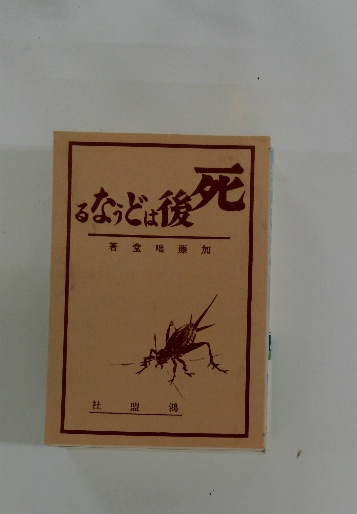 死後はどうなる
加藤咄堂著
鴻盟社